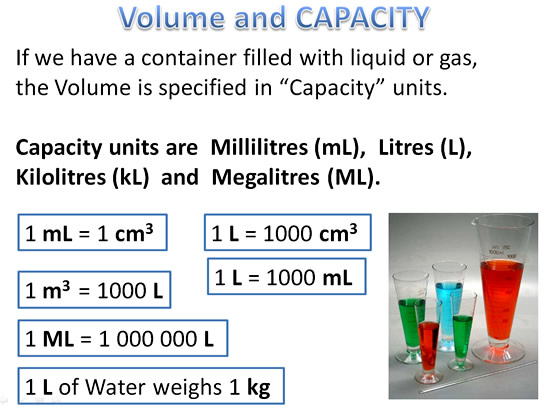 Volume and CAPACITY
If we have a container filled with liquid or gas,
the Volume is specified in “Capacity” units.
Capacity units are Millilitres (mL), Litres (L),
Kilolitres (kL) and Megalitres (ML).
1 mL = 1 cm³
1 L = 1000 cm³
1 m³ = 1000 L
1 L = 1000 mL
1 ML = 1 000 000 L
1 L of Water weighs 1 kg